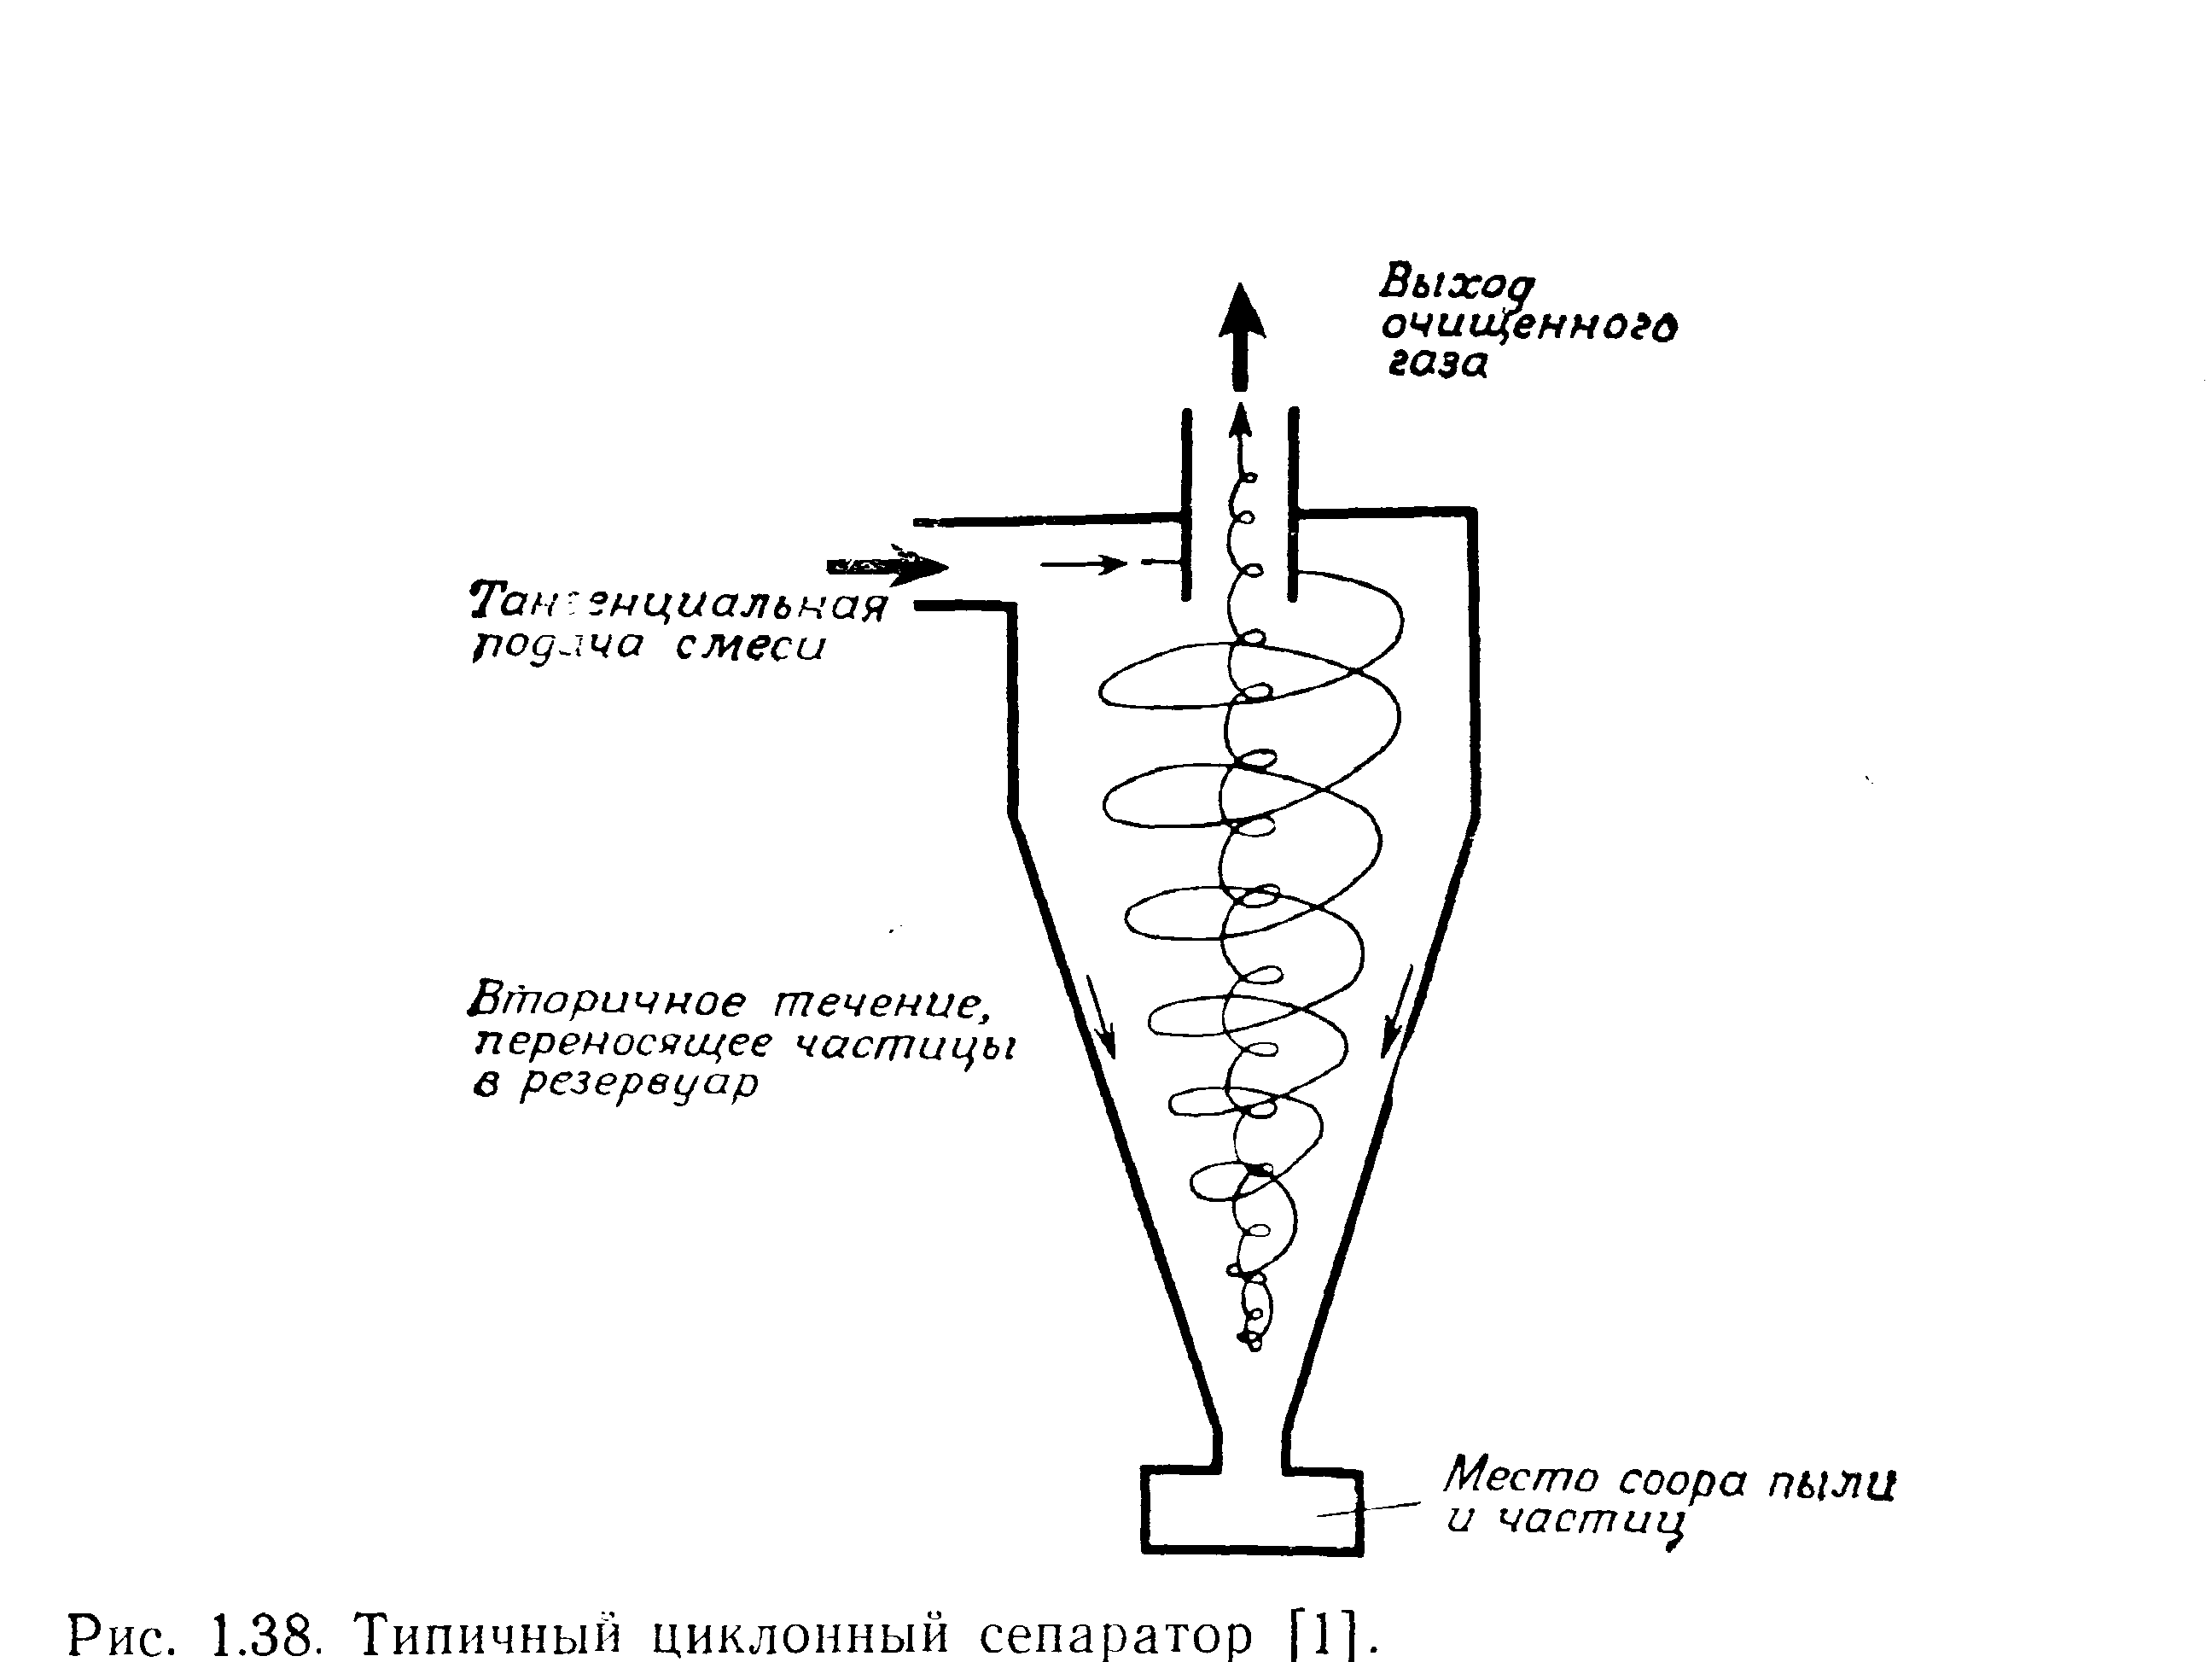 Выход
очищенного
газа
Тангенциальная
подача смеси
Вторичное течение,
переносящее частицы
в резервуар
Место сбора пыли
и частиц
Рис. 1.38. Типичный циклонный сепаратор [1].